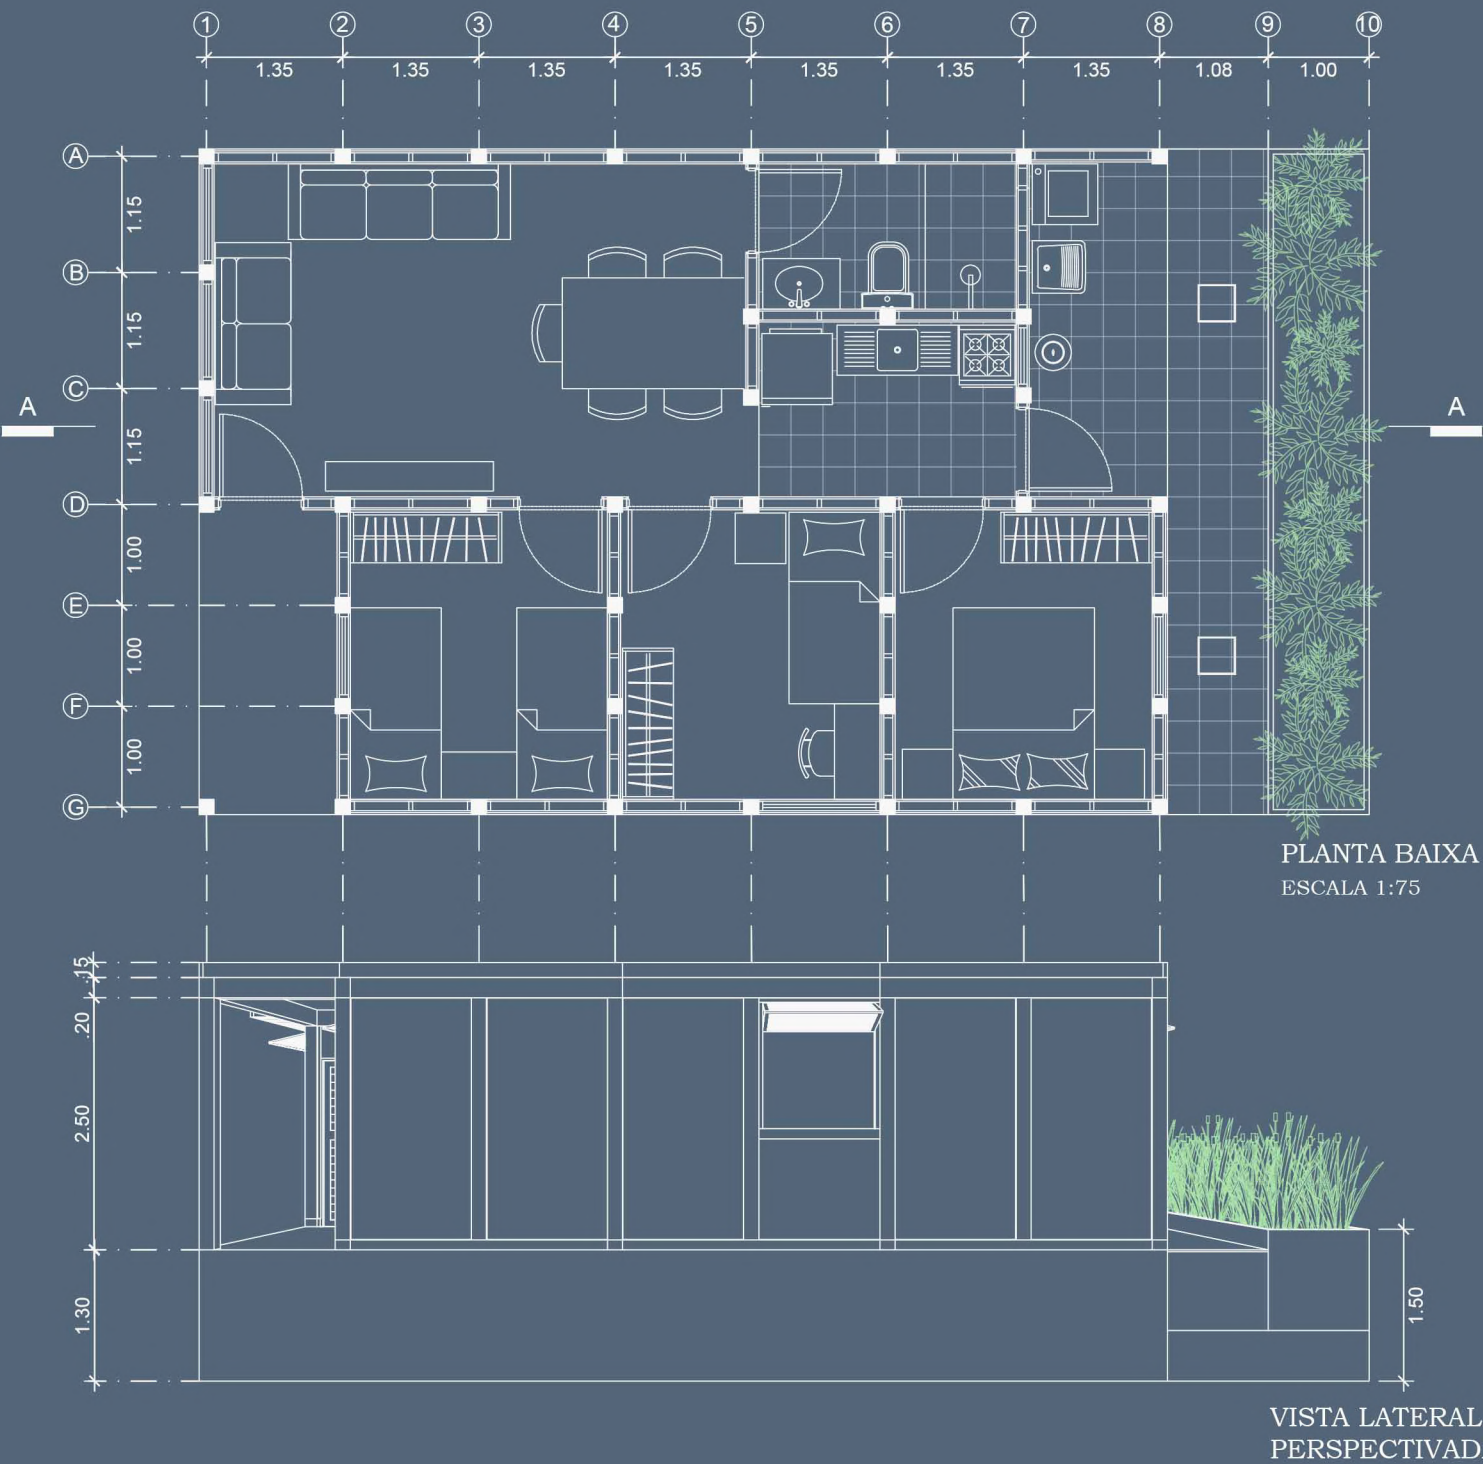 1 2 3 4 5 6 7 8 9 10
1.35 1.35 1.35 1.35 1.35 1.35 1.35 1.08 1.00
A
1.15
B
1.15
C
A A
1.15
D
1.00
E
1.00
F
1.00
G
PLANTA BAIXA
ESCALA 1:75
.15
.20
2.50
1.30
1.50
VISTA LATERAL
PERSPECTIVAD